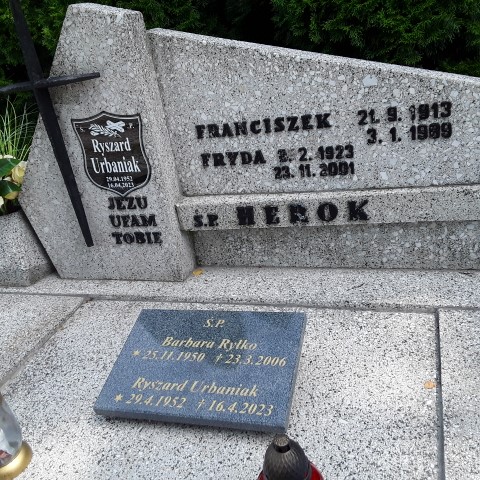 Ś. P.
Ryszard
Urbaniak
29.04.1952
16.04.2023
JEZU
UFAM
TOBIE
FRANCISZEK 21. 9. 1913
3. 1. 1989
FRYDA 2. 2. 1923
23. 11. 2001
Ś.P. HEROK
Ś.P.
Barbara Ryłko
* 25.11.1950 † 23.3.2006
Ryszard Urbaniak
* 29.4.1952 † 16.4.2023